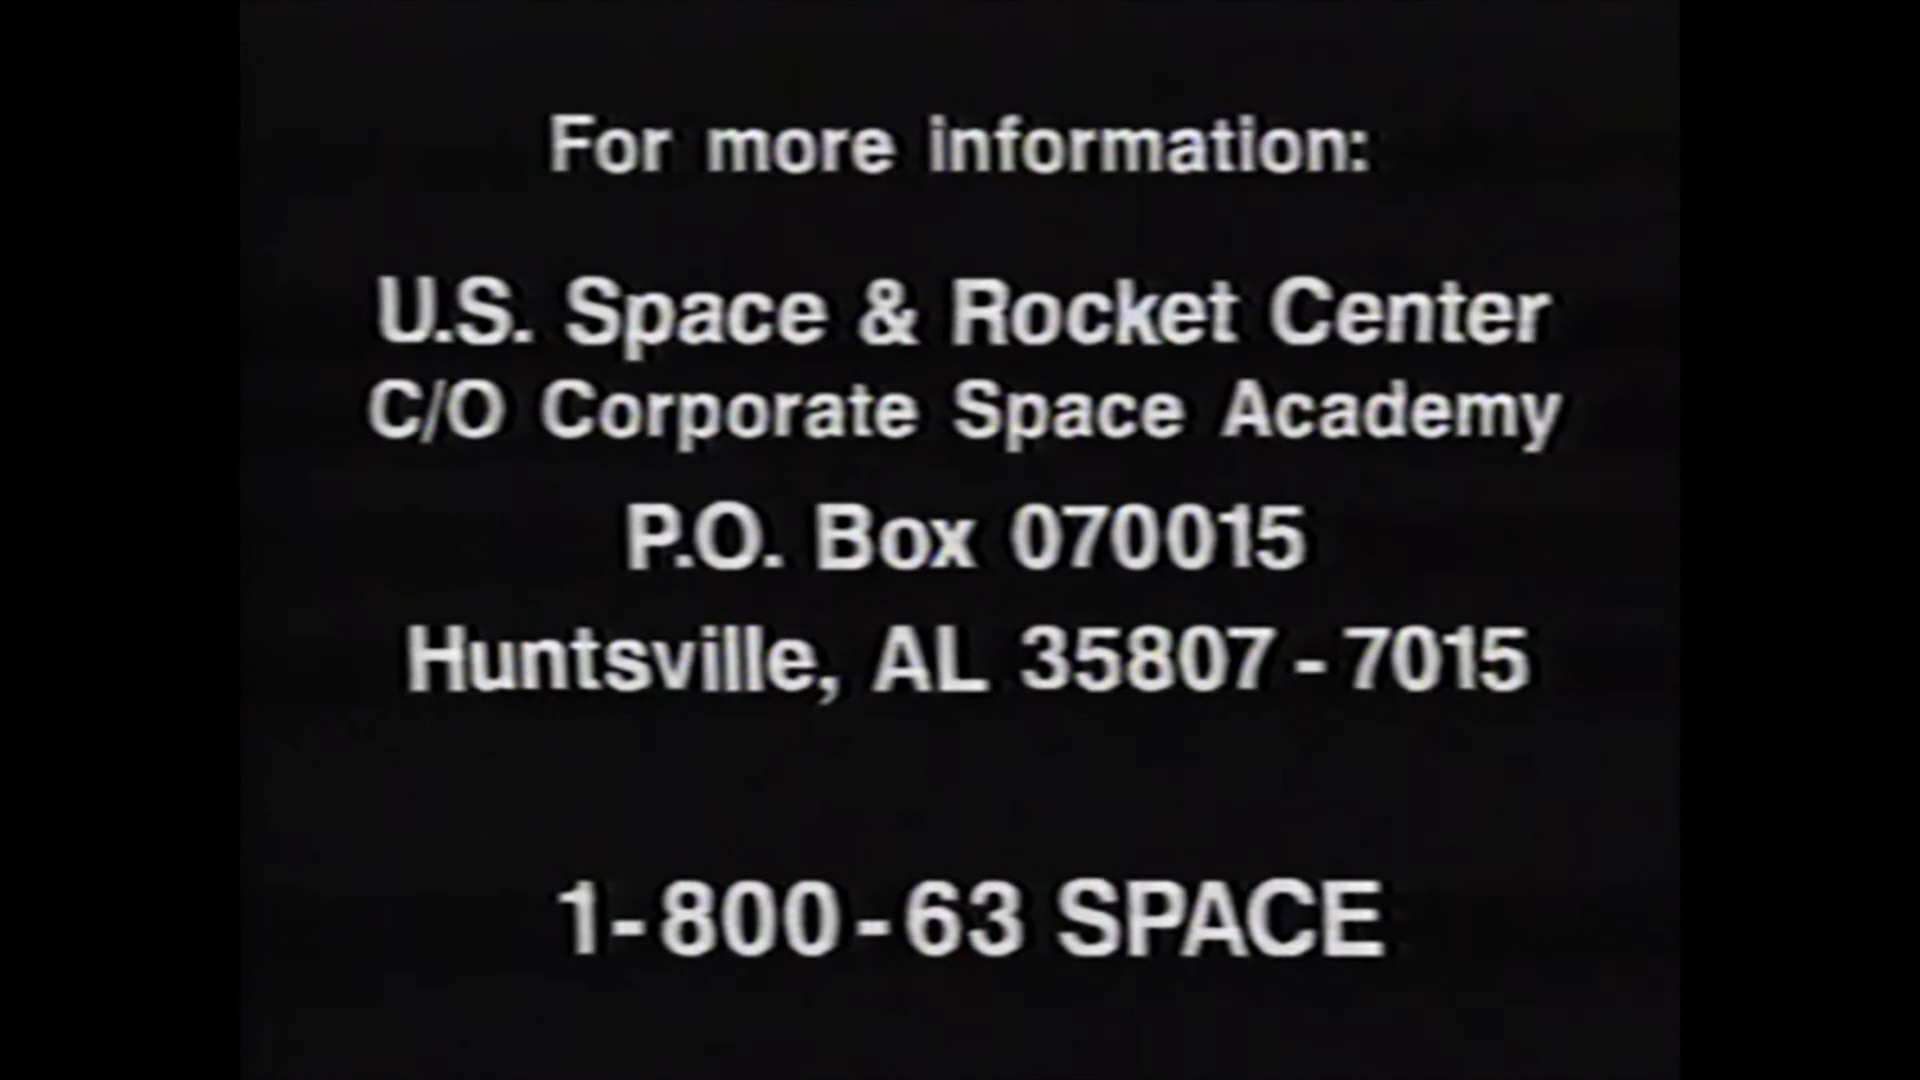 For more information:
U.S. Space & Rocket Center
C/O Corporate Space Academy
P.O. Box 070015
Huntsville, AL 35807-7015
1-800-63 SPACE